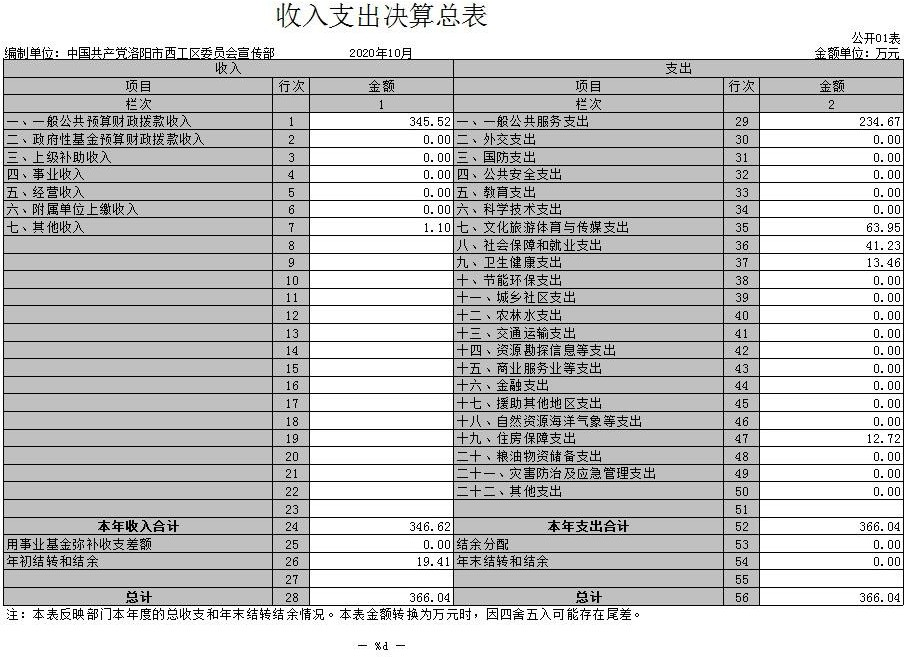 收入支出决算总表
公开01表
编制单位：中国共产党洛阳市西工区委员会宣传部 2020年10月 金额单位：万元
收入 支出
项目 行次 金额 项目 行次 金额
栏次 1 栏次 2
一、一般公共预算财政拨款收入 1 345.52 一、一般公共服务支出 29 234.67
二、政府性基金预算财政拨款收入 2 0.00 二、外交支出 30 0.00
三、上级补助收入 3 0.00 三、国防支出 31 0.00
四、事业收入 4 0.00 四、公共安全支出 32 0.00
五、经营收入 5 0.00 五、教育支出 33 0.00
六、附属单位上缴收入 6 0.00 六、科学技术支出 34 0.00
七、其他收入 7 1.10 七、文化旅游体育与传媒支出 35 63.95
8 八、社会保障和就业支出 36 41.23
9 九、卫生健康支出 37 13.46
10 十、节能环保支出 38 0.00
11 十一、城乡社区支出 39 0.00
12 十二、农林水支出 40 0.00
13 十三、交通运输支出 41 0.00
14 十四、资源勘探信息等支出 42 0.00
15 十五、商业服务业等支出 43 0.00
16 十六、金融支出 44 0.00
17 十七、援助其他地区支出 45 0.00
18 十八、自然资源海洋气象等支出 46 0.00
19 十九、住房保障支出 47 12.72
20 二十、粮油物资储备支出 48 0.00
21 二十一、灾害防治及应急管理支出 49 0.00
22 二十二、其他支出 50 0.00
23 51
本年收入合计 24 346.62 本年支出合计 52 366.04
用事业基金弥补收支差额 25 0.00 结余分配 53 0.00
年初结转和结余 26 19.41 年末结转和结余 54 0.00
27 55
总计 28 366.04 总计 56 366.04
注：本表反映部门本年度的总收支和年末结转结余情况。本表金额转换为万元时，因四舍五入可能存在尾差。
— %d —